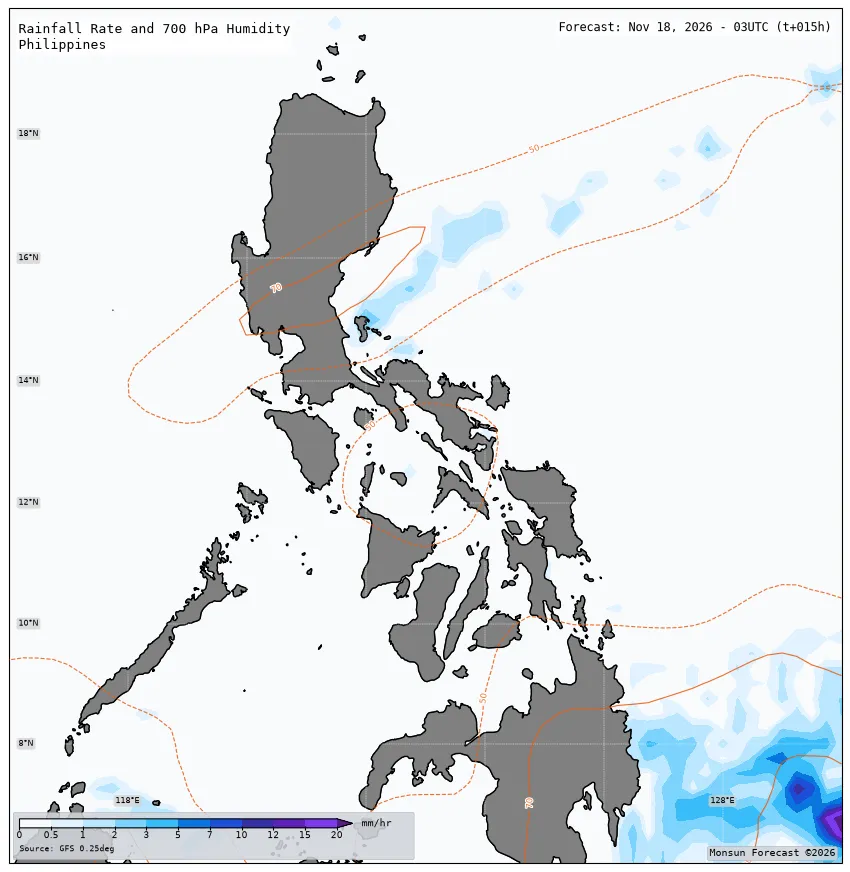 Rainfall Rate and 700 hPa Humidity
Philippines
Forecast: Nov 18, 2026 - 03UTC (t+015h)
50
18°N
16°N
70
14°N
50
12°N
10°N
50
8°N
118°E
128°E
70
0 0.5 1 2 3 5 7 10 12 15 20 mm/hr
Source: GFS 0.25deg
Monsun Forecast ©2026